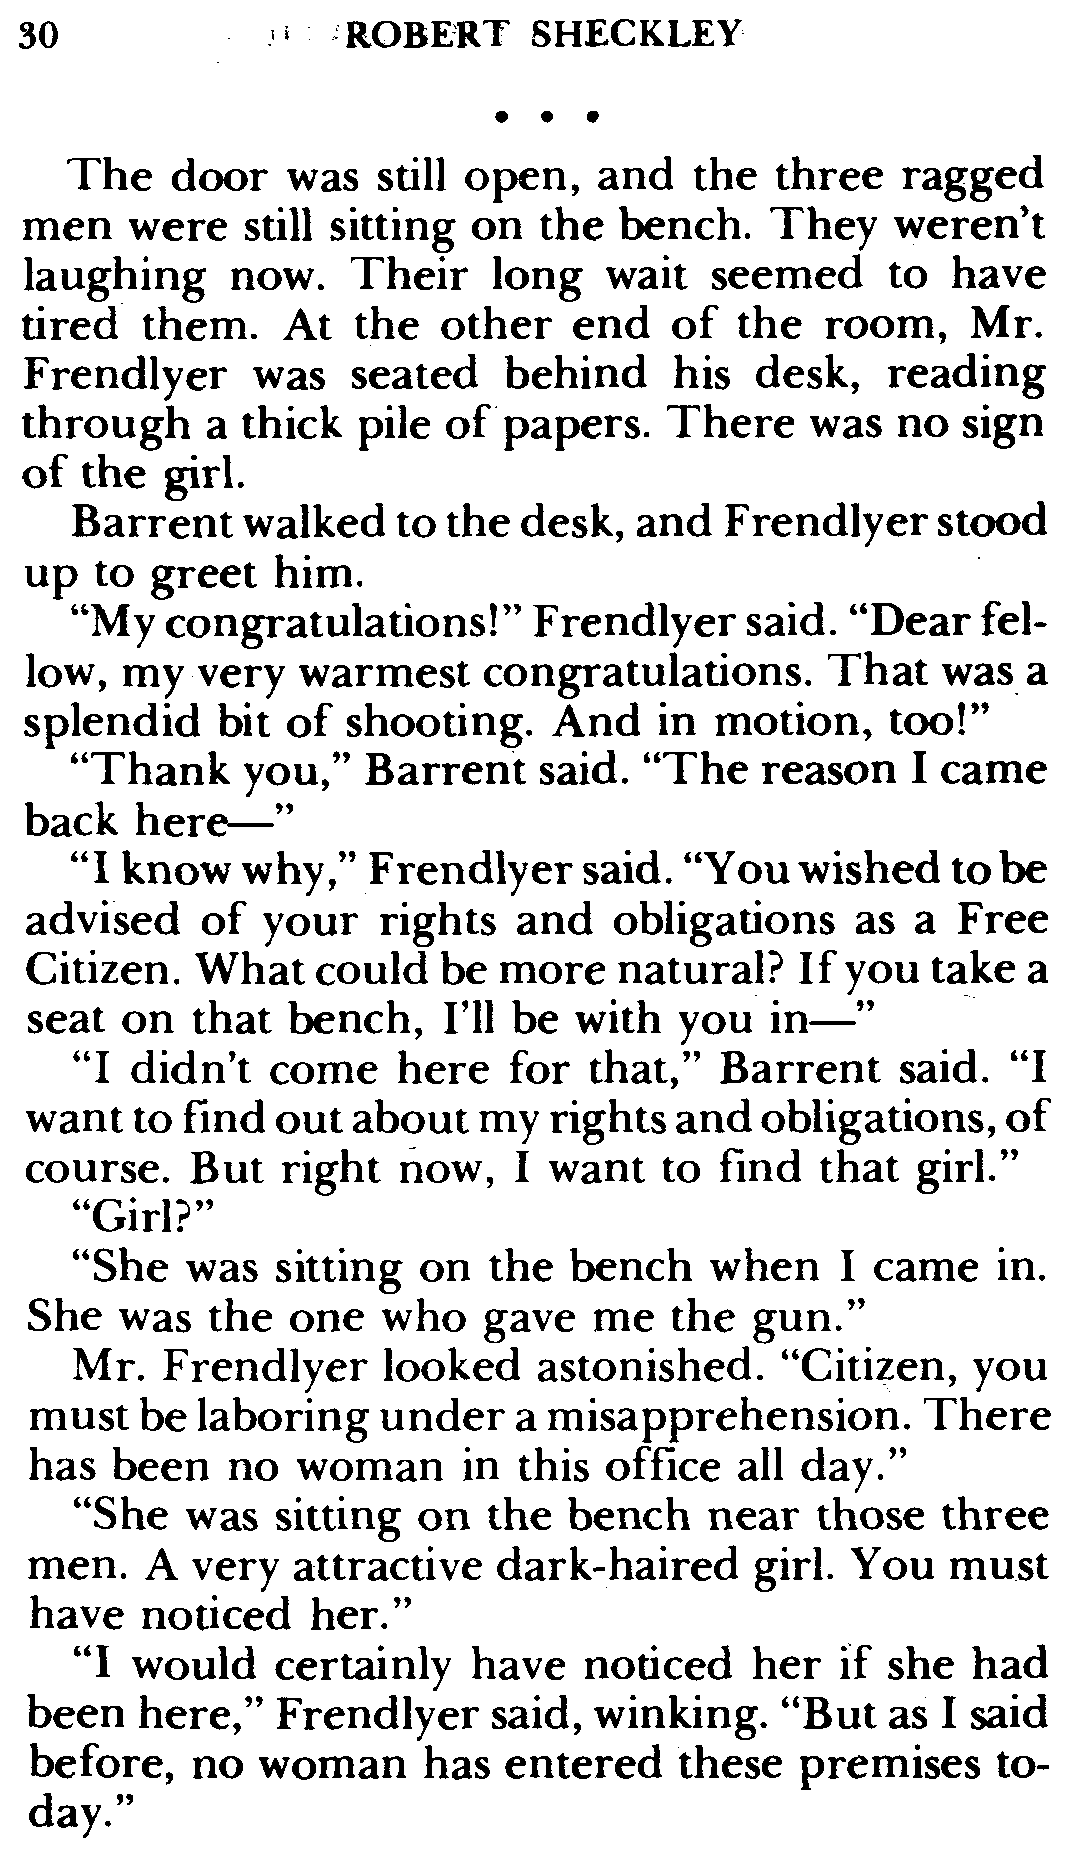 30 ROBERT SHECKLEY
• • •
The door was still open, and the three ragged
men were still sitting on the bench. They weren't
laughing now. Their long wait seemed to have
tired them. At the other end of the room, Mr.
Frendlyer was seated behind his desk, reading
through a thick pile of papers. There was no sign
of the girl.
Barrent walked to the desk, and Frendlyer stood
up to greet him.
“My congratulations!” Frendlyer said. “Dear fel-
low, my very warmest congratulations. That was a
splendid bit of shooting. And in motion, too!”
“Thank you,” Barrent said. “The reason I came
back here—”
“I know why,” Frendlyer said. “You wished to be
advised of your rights and obligations as a Free
Citizen. What could be more natural? If you take a
seat on that bench, I'll be with you in—”
“I didn't come here for that,” Barrent said. “I
want to find out about my rights and obligations, of
course. But right now, I want to find that girl.”
“Girl?”
“She was sitting on the bench when I came in.
She was the one who gave me the gun.”
Mr. Frendlyer looked astonished. “Citizen, you
must be laboring under a misapprehension. There
has been no woman in this office all day.”
“She was sitting on the bench near those three
men. A very attractive dark-haired girl. You must
have noticed her.”
“I would certainly have noticed her if she had
been here,” Frendlyer said, winking. “But as I said
before, no woman has entered these premises to-
day.”